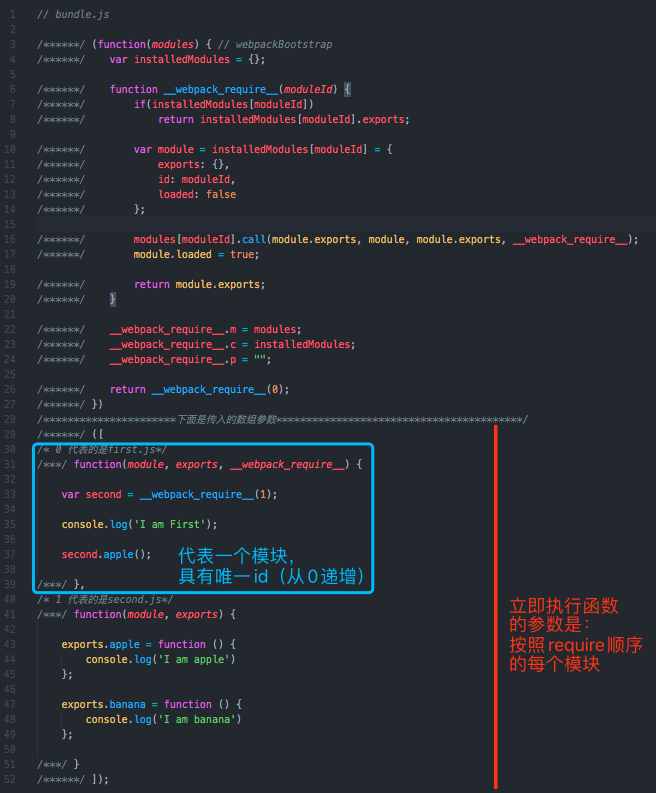 1 // bundle.js
2
3 /******/ (function(modules) { // webpackBootstrap
4 /******/ var installedModules = {};
5
6 /******/ function __webpack_require__(moduleId) {
7 /******/ if(installedModules[moduleId])
8 /******/ return installedModules[moduleId].exports;
9
10 /******/ var module = installedModules[moduleId] = {
11 /******/ exports: {},
12 /******/ id: moduleId,
13 /******/ loaded: false
14 /******/ };
15
16 /******/ modules[moduleId].call(module.exports, module, module.exports, __webpack_require__);
17 /******/ module.loaded = true;
18
19 /******/ return module.exports;
20 /******/ }
21
22 /******/ __webpack_require__.m = modules;
23 /******/ __webpack_require__.c = installedModules;
24 /******/ __webpack_require__.p = "";
25
26 /******/ return __webpack_require__(0);
27 /******/ })
28 /**********************下面是传入的数组参数*****************************************/
29 /******/ ([
30 /* 0 代表的是first.js*/
31 /***/ function(module, exports, __webpack_require__) {
32
33 var second = __webpack_require__(1);
34
35 console.log('I am First');
36
37 second.apple();
38
39 /***/ },
40 /* 1 代表的是second.js*/
41 /***/ function(module, exports) {
42
43 exports.apple = function () {
44 console.log('I am apple')
45 };
46
47 exports.banana = function () {
48 console.log('I am banana')
49 };
50
51 /***/ }
52 /******/ ]);
代表一个模块，
具有唯一id（从0递增）
立即执行函数
的参数是：
按照require顺序
的每个模块